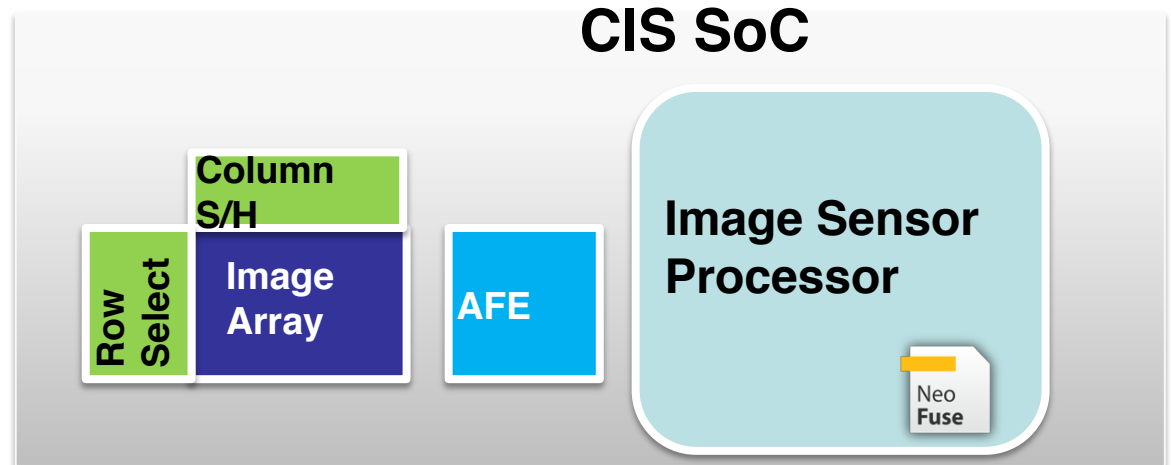 CIS SoC
Column
S/H
Row
Select
Image
Array
AFE
Image Sensor
Processor
Neo
Fuse